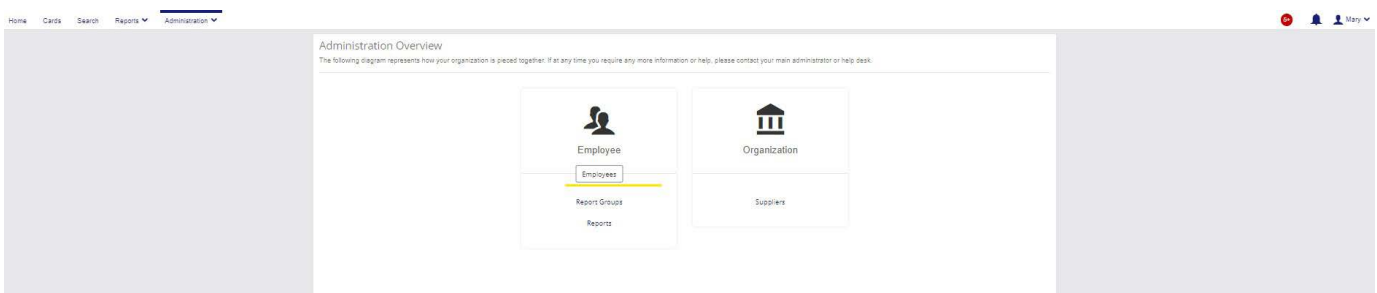 Home Cards Search Reports Administration
5+ Mary
Administration Overview
The following diagram represents how your organization is pieced together. If at any time you require any more information or help, please contact your main administrator or help desk.
Employee
Employees
Report Groups
Reports
Organization
Suppliers